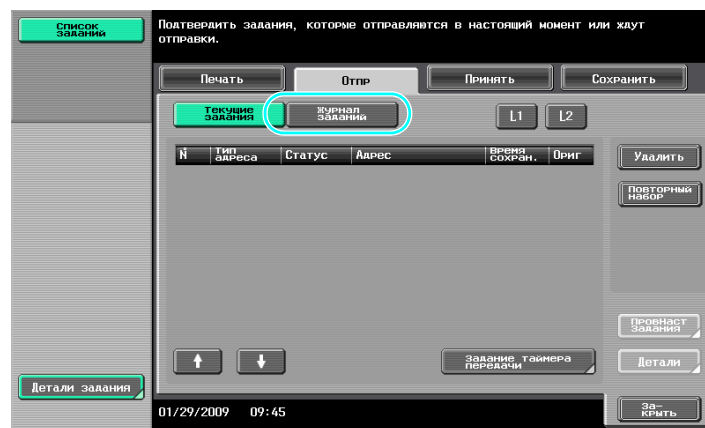 Список
заданий
Подтвердить задания, которые отправляются в настоящий момент или ждут
отправки.
Печать
Отпр
Принять
Сохранить
Текущие
задания
Журнал
заданий
L1
L2
N
Тип
адреса
Статус
Адрес
Время
сохран.
Ориг
Удалить
Повторный
набор
ПровНаст
Задания
Задание таймера
передачи
Детали
Детали задания
01/29/2009 09:45
За-
крыть